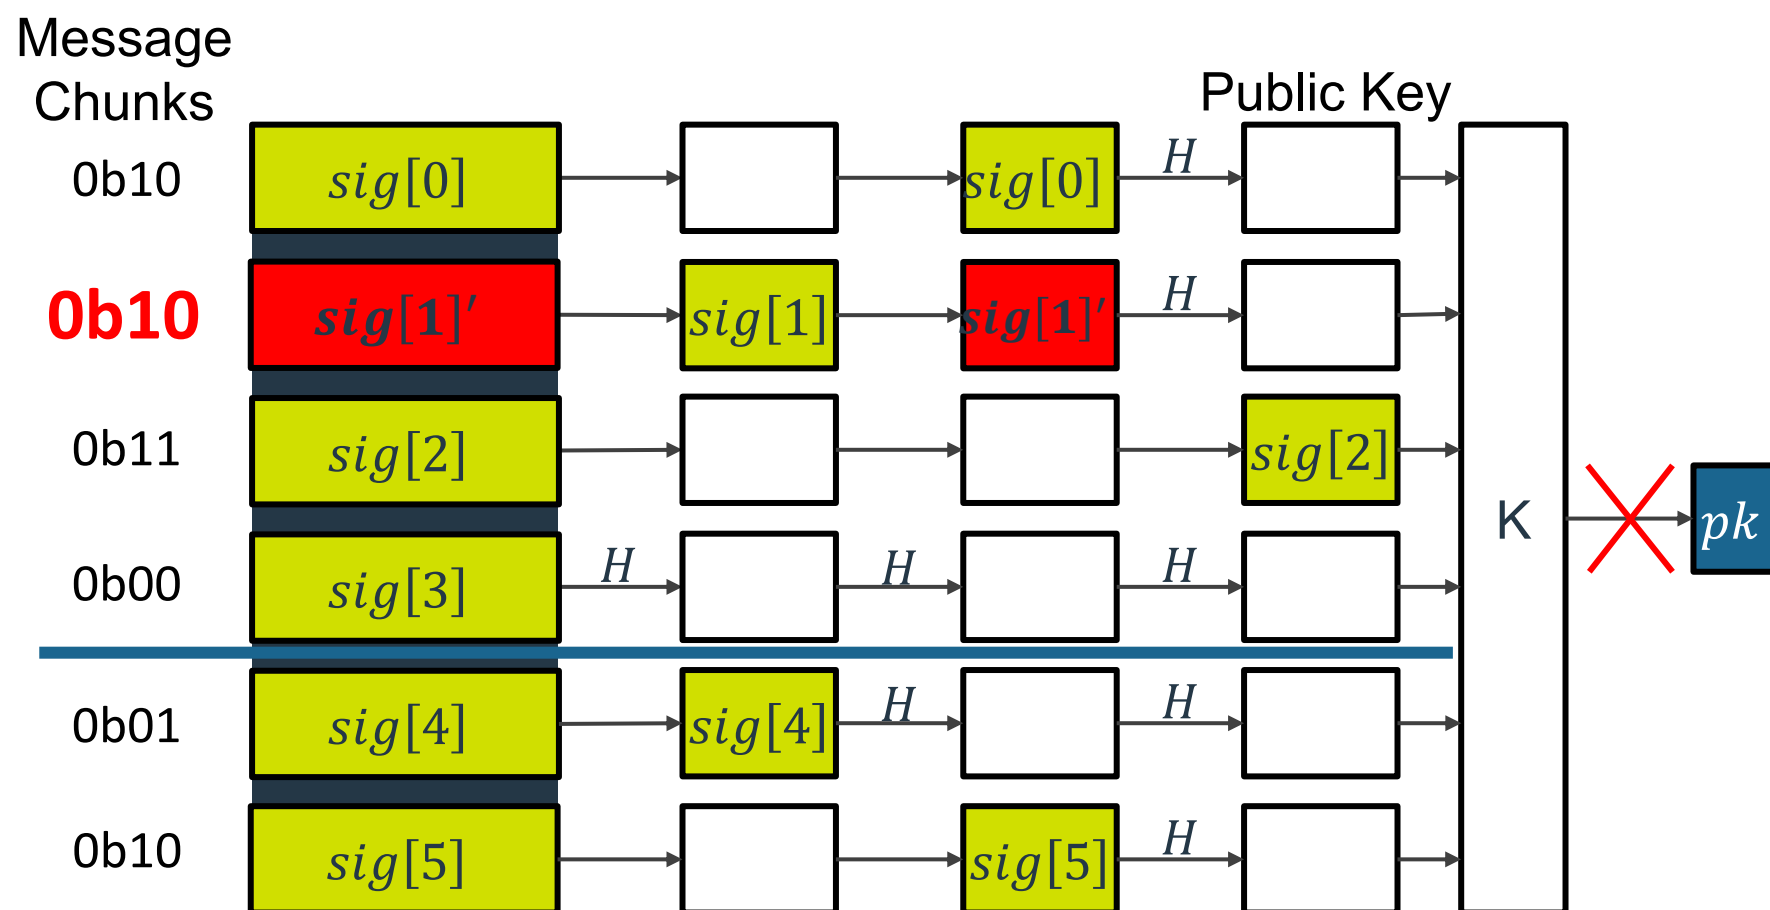 Message
Chunks
Public Key
0b10 sig[0] sig[0] H
0b10 sig[1]′ sig[1] sig[1]′ H
0b11 sig[2] sig[2]
K pk
0b00 sig[3] H H H
0b01 sig[4] sig[4] H H
0b10 sig[5] sig[5] H